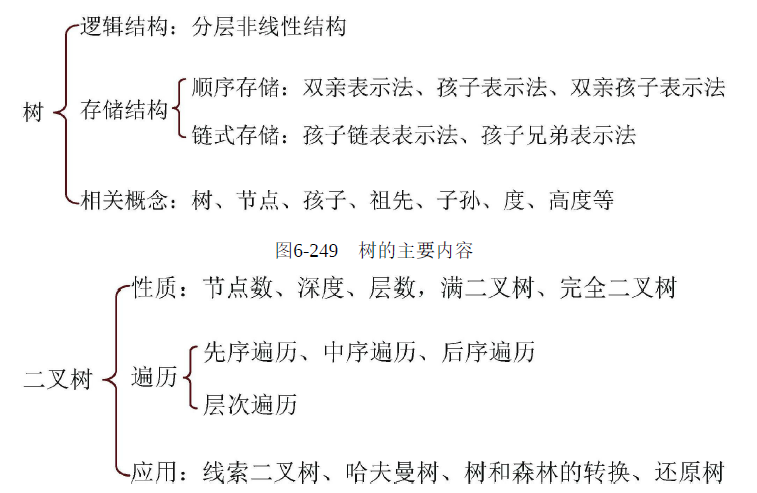 逻辑结构：分层非线性结构
树
存储结构
顺序存储：双亲表示法、孩子表示法、双亲孩子表示法
链式存储：孩子链表表示法、孩子兄弟表示法
相关概念：树、节点、孩子、祖先、子孙、度、高度等
图6-249 树的主要内容
性质：节点数、深度、层数，满二叉树、完全二叉树
二叉树
遍历
先序遍历、中序遍历、后序遍历
层次遍历
应用：线索二叉树、哈夫曼树、树和森林的转换、还原树